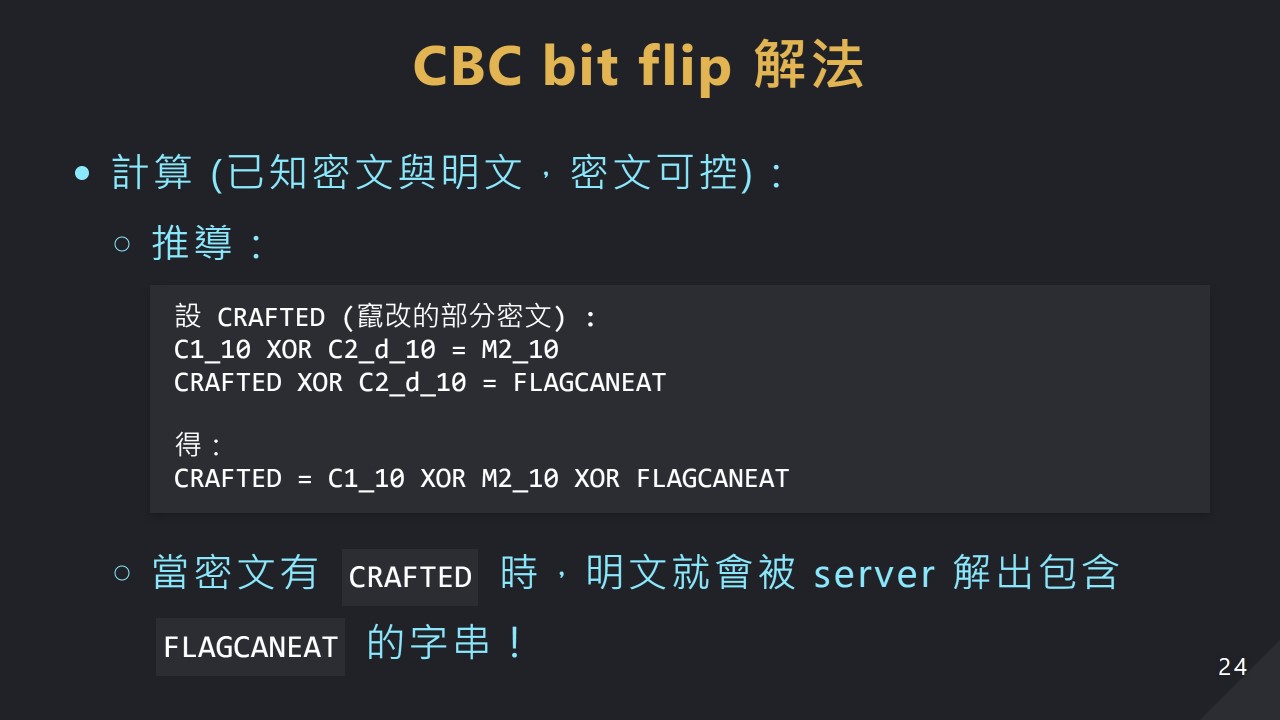 CBC bit flip 解法
• 計算 (已知密文與明文，密文可控)：
○ 推導：
設 CRAFTED (竄改的部分密文) :
C1_10 XOR C2_d_10 = M2_10
CRAFTED XOR C2_d_10 = FLAGCANEAT
得：
CRAFTED = C1_10 XOR M2_10 XOR FLAGCANEAT
○ 當密文有 CRAFTED 時，明文就會被 server 解出包含
FLAGCANEAT 的字串！
24